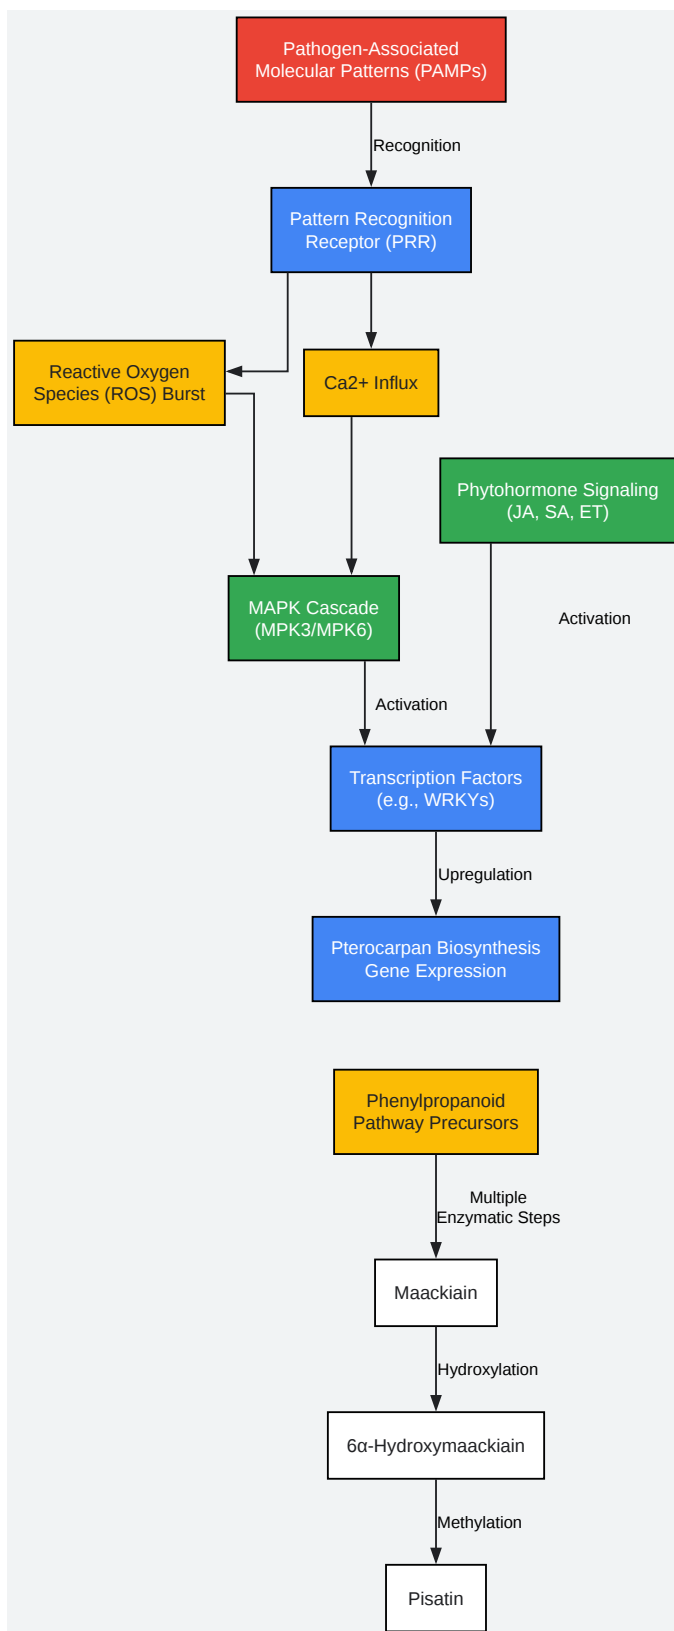 Pathogen-Associated
Molecular Patterns (PAMPs)
Recognition
Pattern Recognition
Receptor (PRR)
Reactive Oxygen
Species (ROS) Burst
Ca2+ Influx
Phytohormone Signaling
(JA, SA, ET)
MAPK Cascade
(MPK3/MPK6)
Activation
Activation
Transcription Factors
(e.g., WRKYs)
Upregulation
Pterocarpan Biosynthesis
Gene Expression
Phenylpropanoid
Pathway Precursors
Multiple
Enzymatic Steps
Maackiain
Hydroxylation
6α-Hydroxymaackiain
Methylation
Pisatin